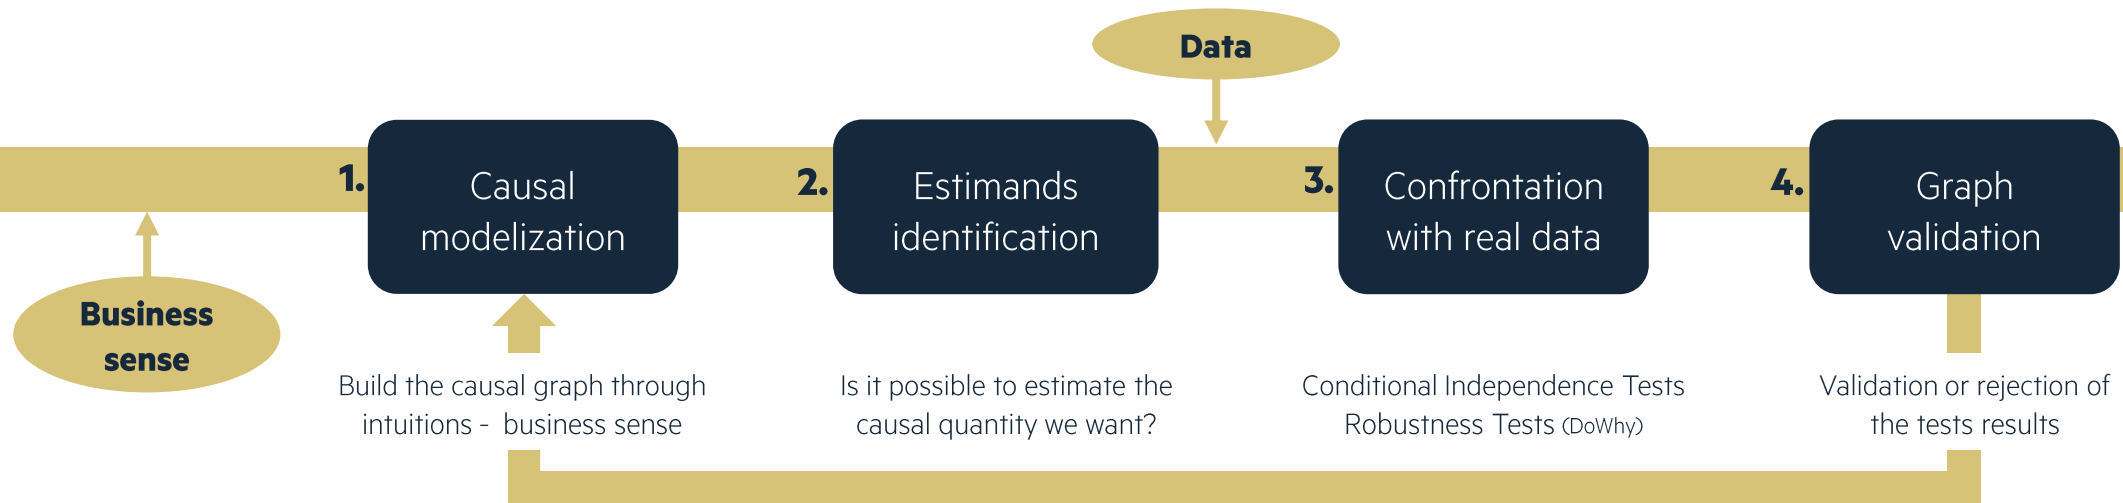 Data
1.
Causal
modelization
2.
Estimands
identification
3.
Confrontation
with real data
4.
Graph
validation
Business
sense
Build the causal graph through
intuitions - business sense
Is it possible to estimate the
causal quantity we want?
Conditional Independence Tests
Robustness Tests (DoWhy)
Validation or rejection of
the tests results